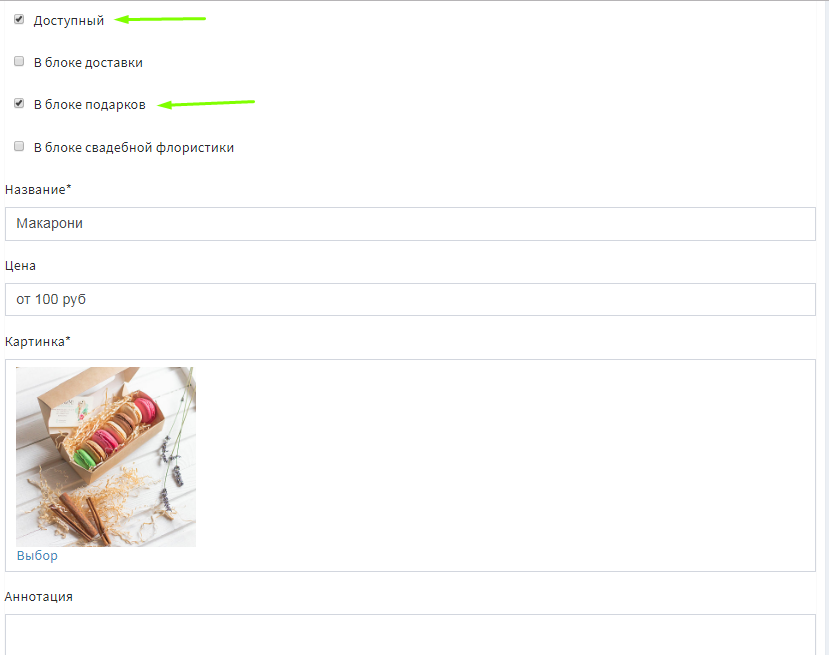 Доступный
В блоке доставки
В блоке подарков
В блоке свадебной флористики
Название*
Макарони
Цена
от 100 руб
Картинка*
Выбор
Аннотация